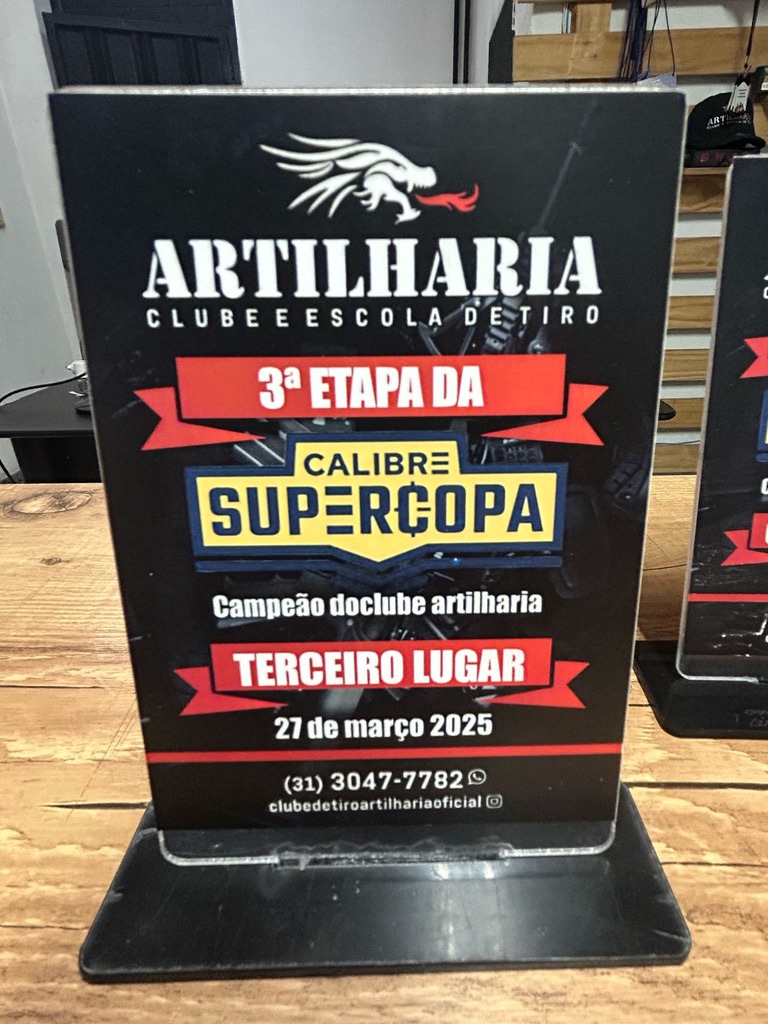 ARTILHARIA
CLUBE E ESCOLA DE TIRO
3ª ETAPA DA
CALIBRE
SUPERCOPA
Campeão doclube artilharia
TERCEIRO LUGAR
27 de março 2025
(31) 3047-7782
clubedetiroartilhariaoficial